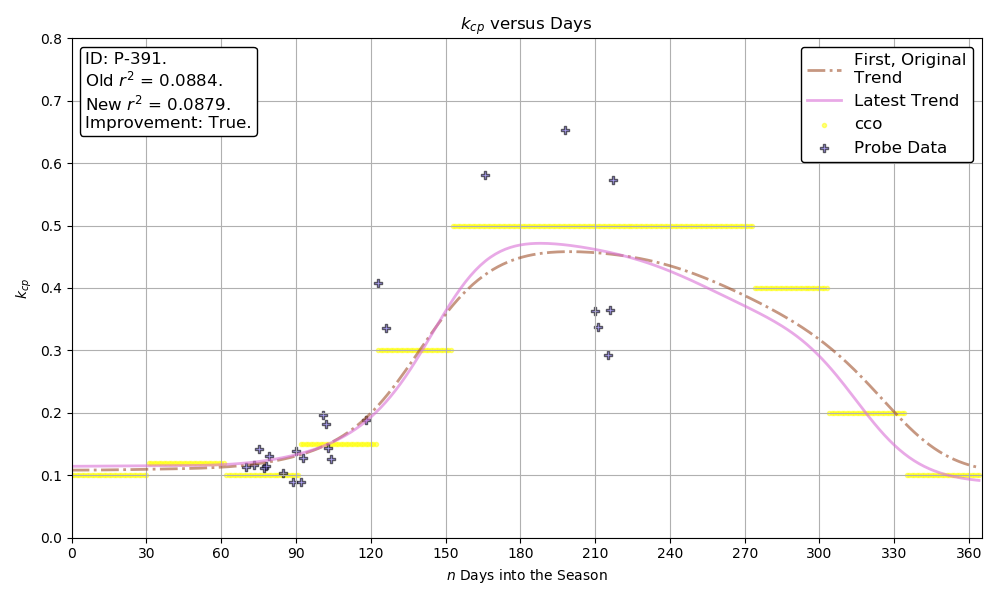 k_cp versus Days
ID: P-391.
Old r² = 0.0884.
New r² = 0.0879.
Improvement: True.
First, Original
Trend
Latest Trend
cco
Probe Data
0.8
0.7
0.6
0.5
0.4
0.3
0.2
0.1
0.0
k_cp
0 30 60 90 120 150 180 210 240 270 300 330 360
n Days into the Season